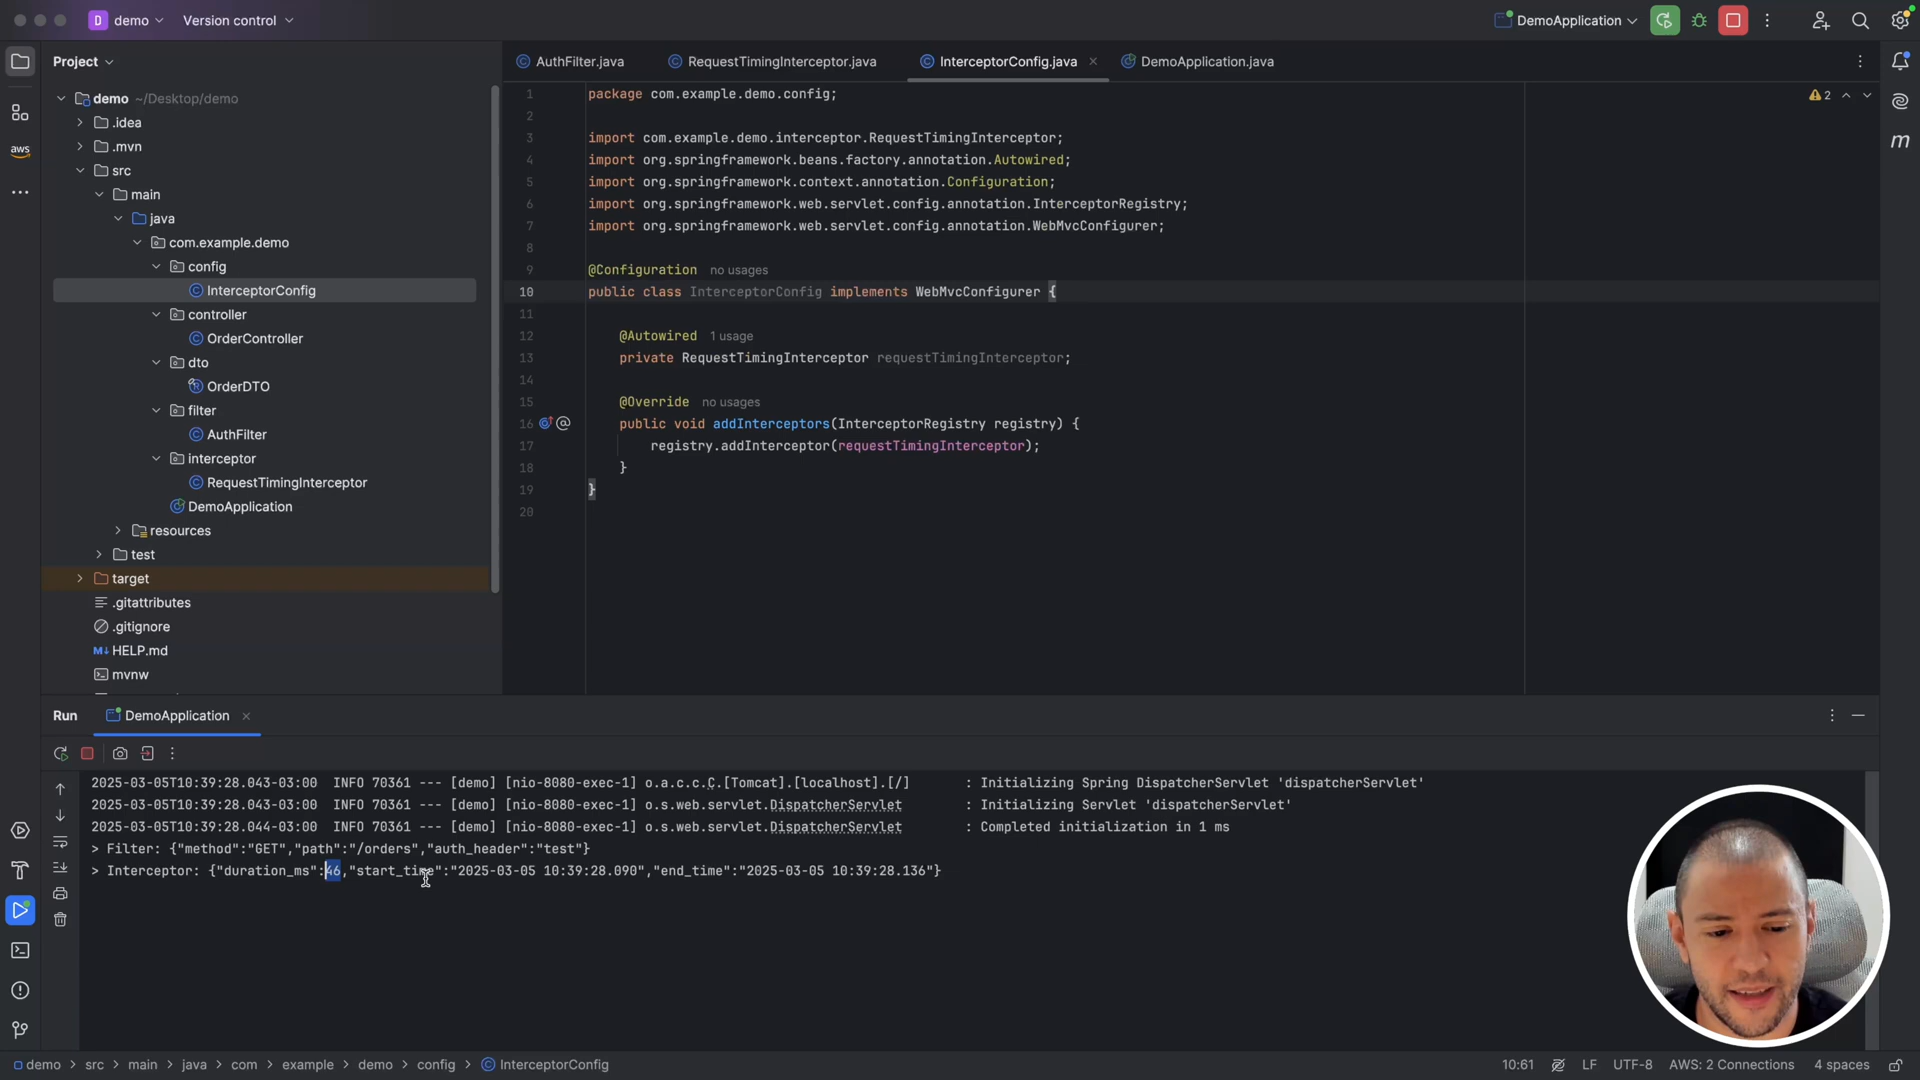 D demo Version control DemoApplication
Project
AuthFilter.java RequestTimingInterceptor.java InterceptorConfig.java DemoApplication.java
demo ~/Desktop/demo
.idea
.mvn
src
main
java
com.example.demo
config
InterceptorConfig
controller
OrderController
dto
OrderDTO
filter
AuthFilter
interceptor
RequestTimingInterceptor
DemoApplication
resources
test
target
.gitattributes
.gitignore
M↓ HELP.md
mvnw
aws
2
m
1 package com.example.demo.config;
2
3 import com.example.demo.interceptor.RequestTimingInterceptor;
4 import org.springframework.beans.factory.annotation.Autowired;
5 import org.springframework.context.annotation.Configuration;
6 import org.springframework.web.servlet.config.annotation.InterceptorRegistry;
7 import org.springframework.web.servlet.config.annotation.WebMvcConfigurer;
8
9 @Configuration no usages
10 public class InterceptorConfig implements WebMvcConfigurer {
11
12 @Autowired 1 usage
13 private RequestTimingInterceptor requestTimingInterceptor;
14
15 @Override no usages
16 public void addInterceptors(InterceptorRegistry registry) {
17 registry.addInterceptor(requestTimingInterceptor);
18 }
19 }
20
Run DemoApplication
2025-03-05T10:39:28.043-03:00 INFO 70361 --- [demo] [nio-8080-exec-1] o.a.c.c.C.[Tomcat].[localhost].[/] : Initializing Spring DispatcherServlet 'dispatcherServlet'
2025-03-05T10:39:28.043-03:00 INFO 70361 --- [demo] [nio-8080-exec-1] o.s.web.servlet.DispatcherServlet : Initializing Servlet 'dispatcherServlet'
2025-03-05T10:39:28.044-03:00 INFO 70361 --- [demo] [nio-8080-exec-1] o.s.web.servlet.DispatcherServlet : Completed initialization in 1 ms
> Filter: {"method":"GET","path":"/orders","auth_header":"test"}
> Interceptor: {"duration_ms":46,"start_time":"2025-03-05 10:39:28.090","end_time":"2025-03-05 10:39:28.136"}
demo > src > main > java > com > example > demo > config > InterceptorConfig 10:61 LF UTF-8 AWS: 2 Connections 4 spaces